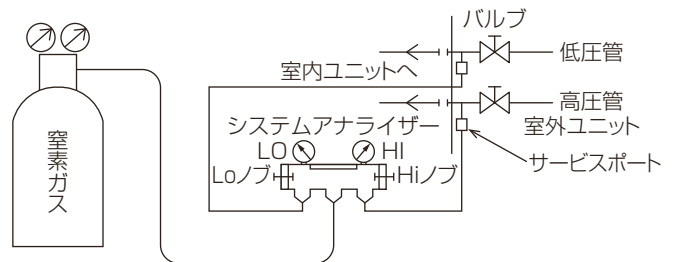 バルブ
低圧管
室内ユニットへ
高圧管
システムアナライザー
室外ユニット
LO
HI
サービスポート
Loノブ
Hiノブ
窒素ガス